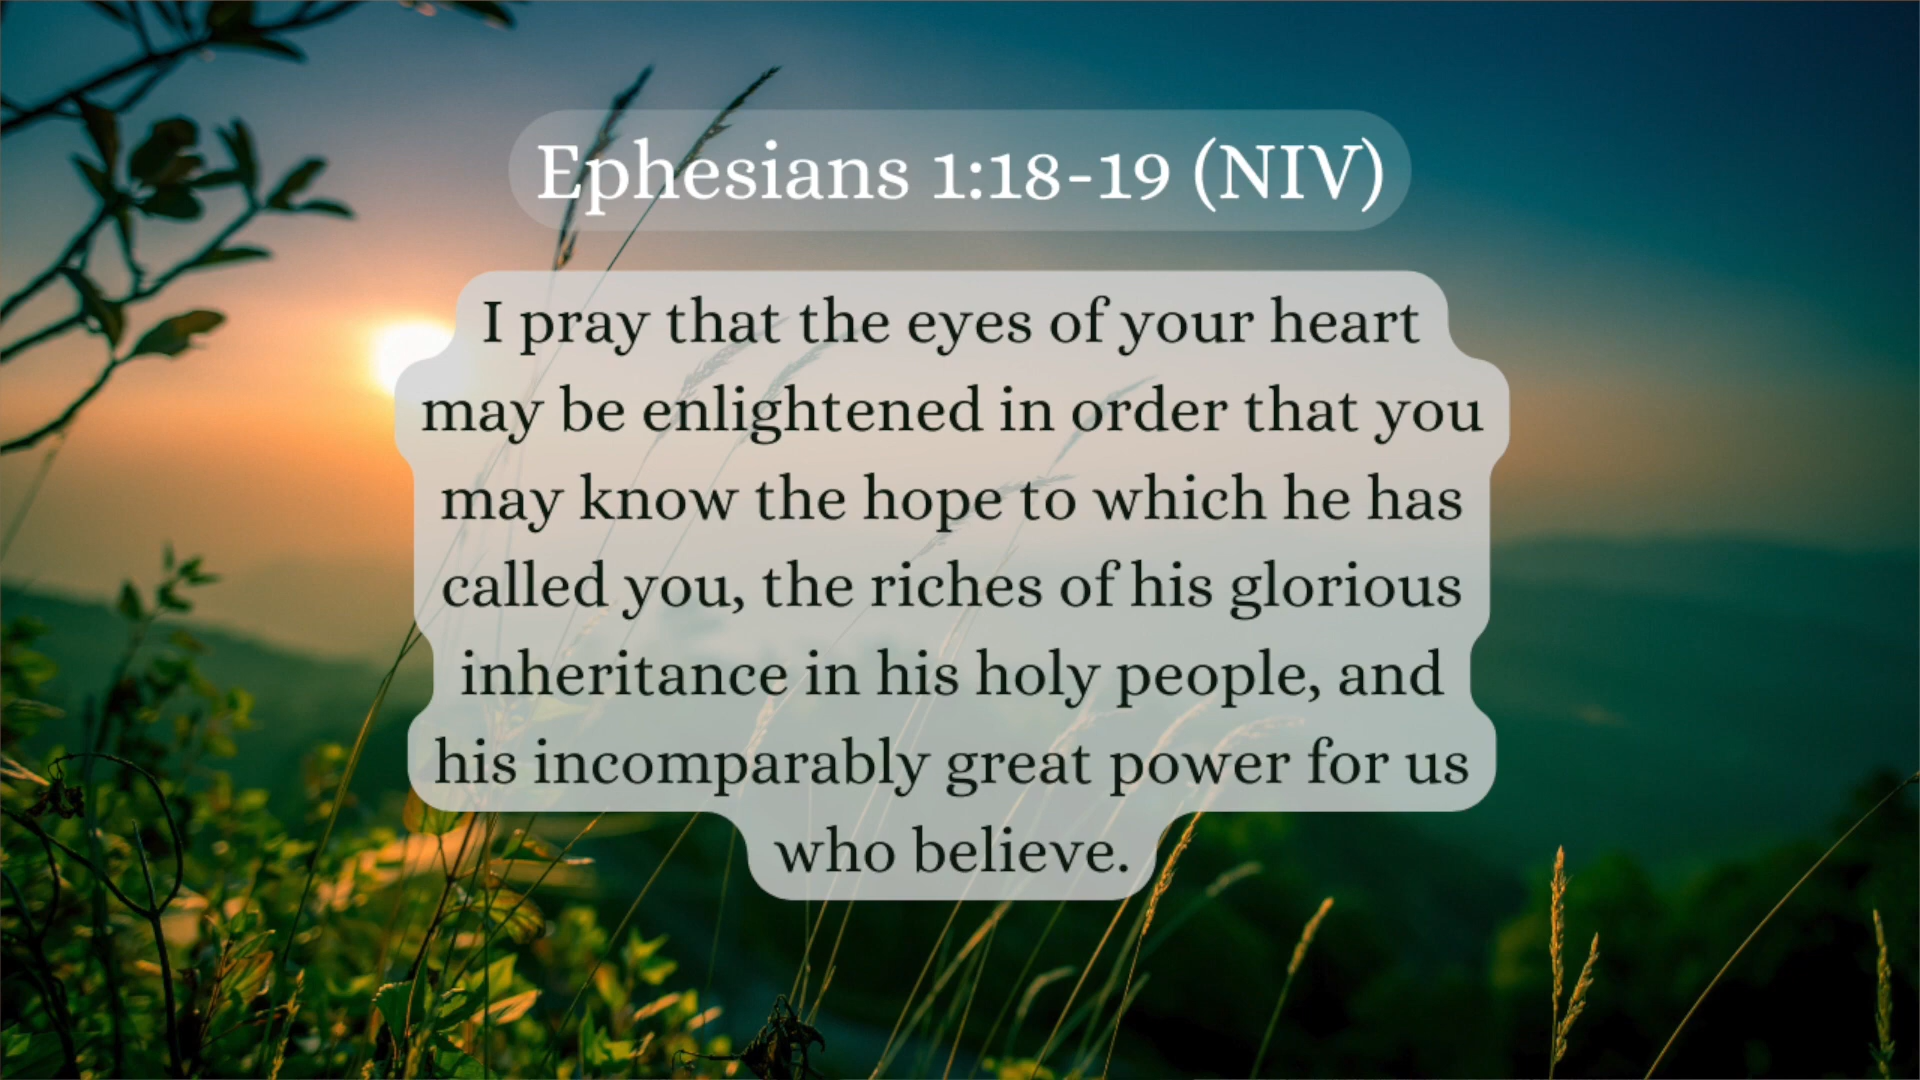 Ephesians 1:18-19 (NIV)
I pray that the eyes of your heart
may be enlightened in order that you
may know the hope to which he has
called you, the riches of his glorious
inheritance in his holy people, and
his incomparably great power for us
who believe.